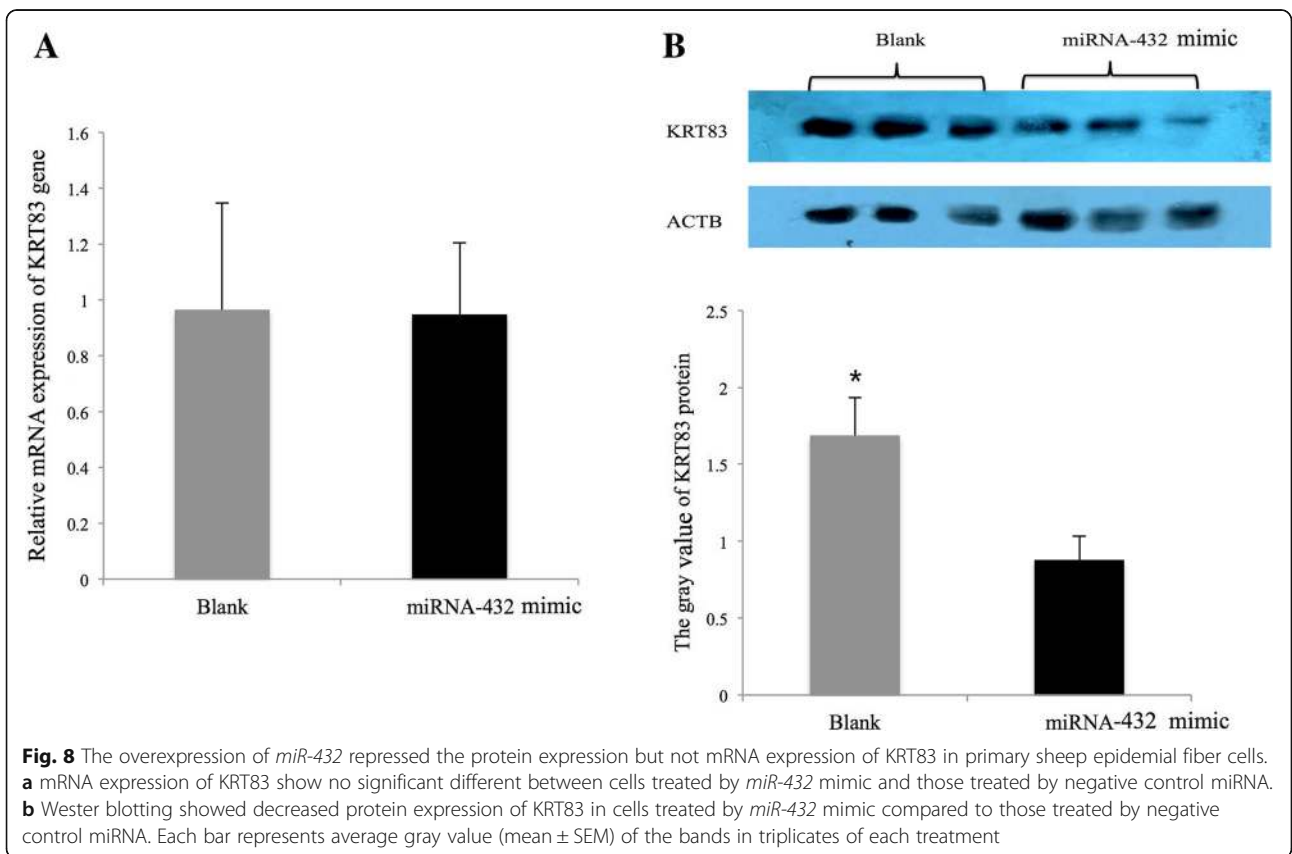 A
Relative mRNA expression of KRT83 gene
1.6
1.4
1.2
1
0.8
0.6
0.4
0.2
0
Blank
miRNA-432 mimic
B
Blank
miRNA-432 mimic
KRT83
ACTB
The gray value of KRT83 protein
2.5
2
1.5
1
0.5
0
*
Blank
miRNA-432 mimic
Fig. 8 The overexpression of miR-432 repressed the protein expression but not mRNA expression of KRT83 in primary sheep epidemial fiber cells.
a mRNA expression of KRT83 show no significant different between cells treated by miR-432 mimic and those treated by negative control miRNA.
b Wester blotting showed decreased protein expression of KRT83 in cells treated by miR-432 mimic compared to those treated by negative
control miRNA. Each bar represents average gray value (mean ± SEM) of the bands in triplicates of each treatment